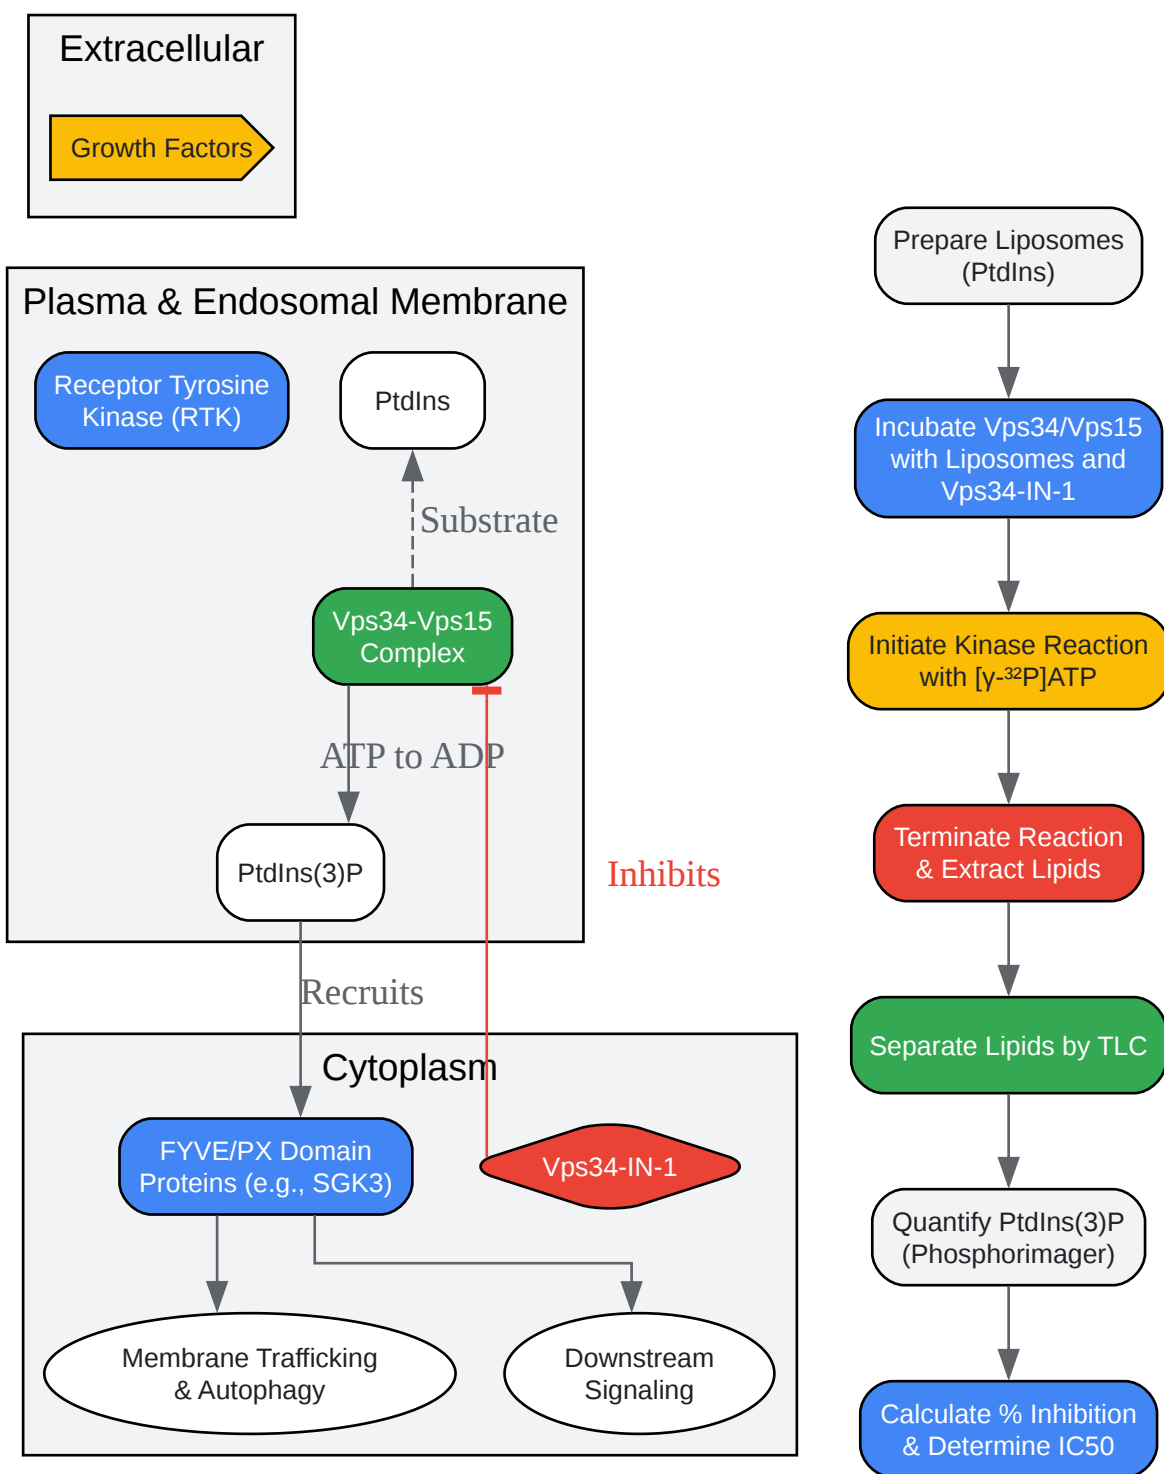 Extracellular
Growth Factors
Plasma & Endosomal Membrane
Receptor Tyrosine
Kinase (RTK)
PtdIns
Substrate
Vps34-Vps15
Complex
ATP to ADP
PtdIns(3)P
Inhibits
Recruits
Cytoplasm
FYVE/PX Domain
Proteins (e.g., SGK3)
Vps34-IN-1
Membrane Trafficking
& Autophagy
Downstream
Signaling
Prepare Liposomes
(PtdIns)
Incubate Vps34/Vps15
with Liposomes and
Vps34-IN-1
Initiate Kinase Reaction
with [γ-³²P]ATP
Terminate Reaction
& Extract Lipids
Separate Lipids by TLC
Quantify PtdIns(3)P
(Phosphorimager)
Calculate % Inhibition
& Determine IC50